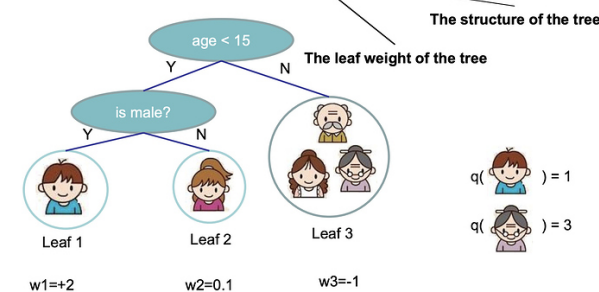 The structure of the tree
age < 15
The leaf weight of the tree
Y
N
is male?
Y
N
q( ) = 1
q( ) = 3
Leaf 1
Leaf 2
Leaf 3
w1=+2
w2=0.1
w3=-1